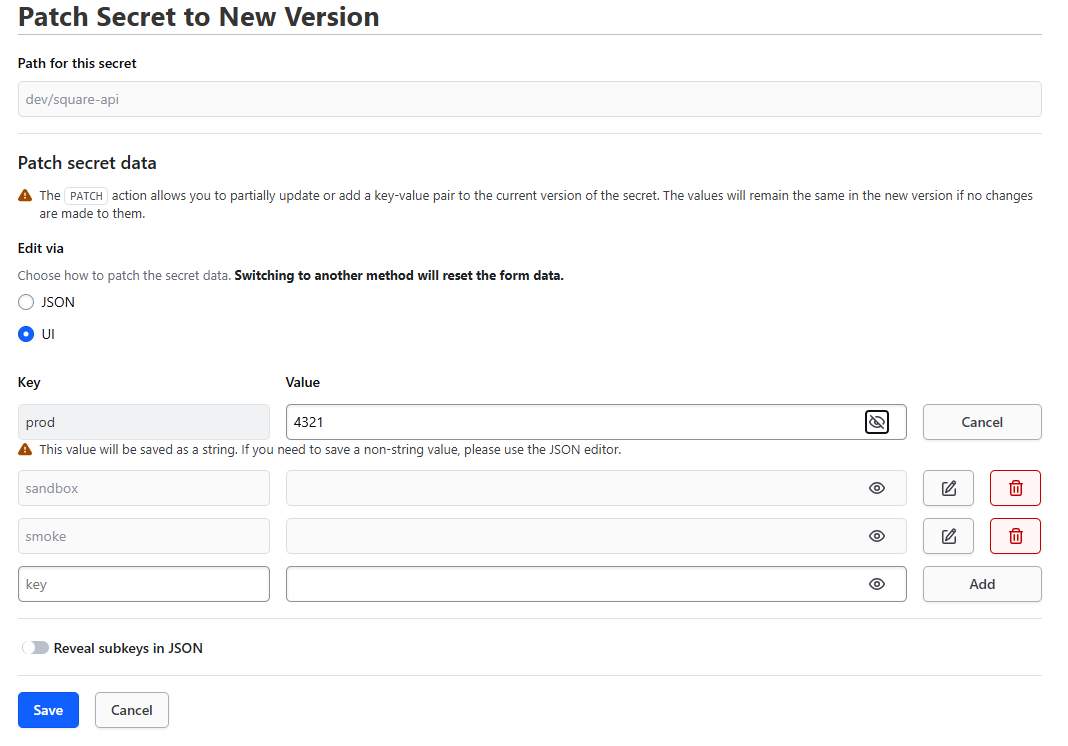 Patch Secret to New Version
Path for this secret
dev/square-api
Patch secret data
The PATCH action allows you to partially update or add a key-value pair to the current version of the secret. The values will remain the same in the new version if no changes
are made to them.
Edit via
Choose how to patch the secret data. Switching to another method will reset the form data.
JSON
UI
Key Value
prod 4321 Cancel
This value will be saved as a string. If you need to save a non-string value, please use the JSON editor.
sandbox
smoke
key Add
Reveal subkeys in JSON
Save Cancel